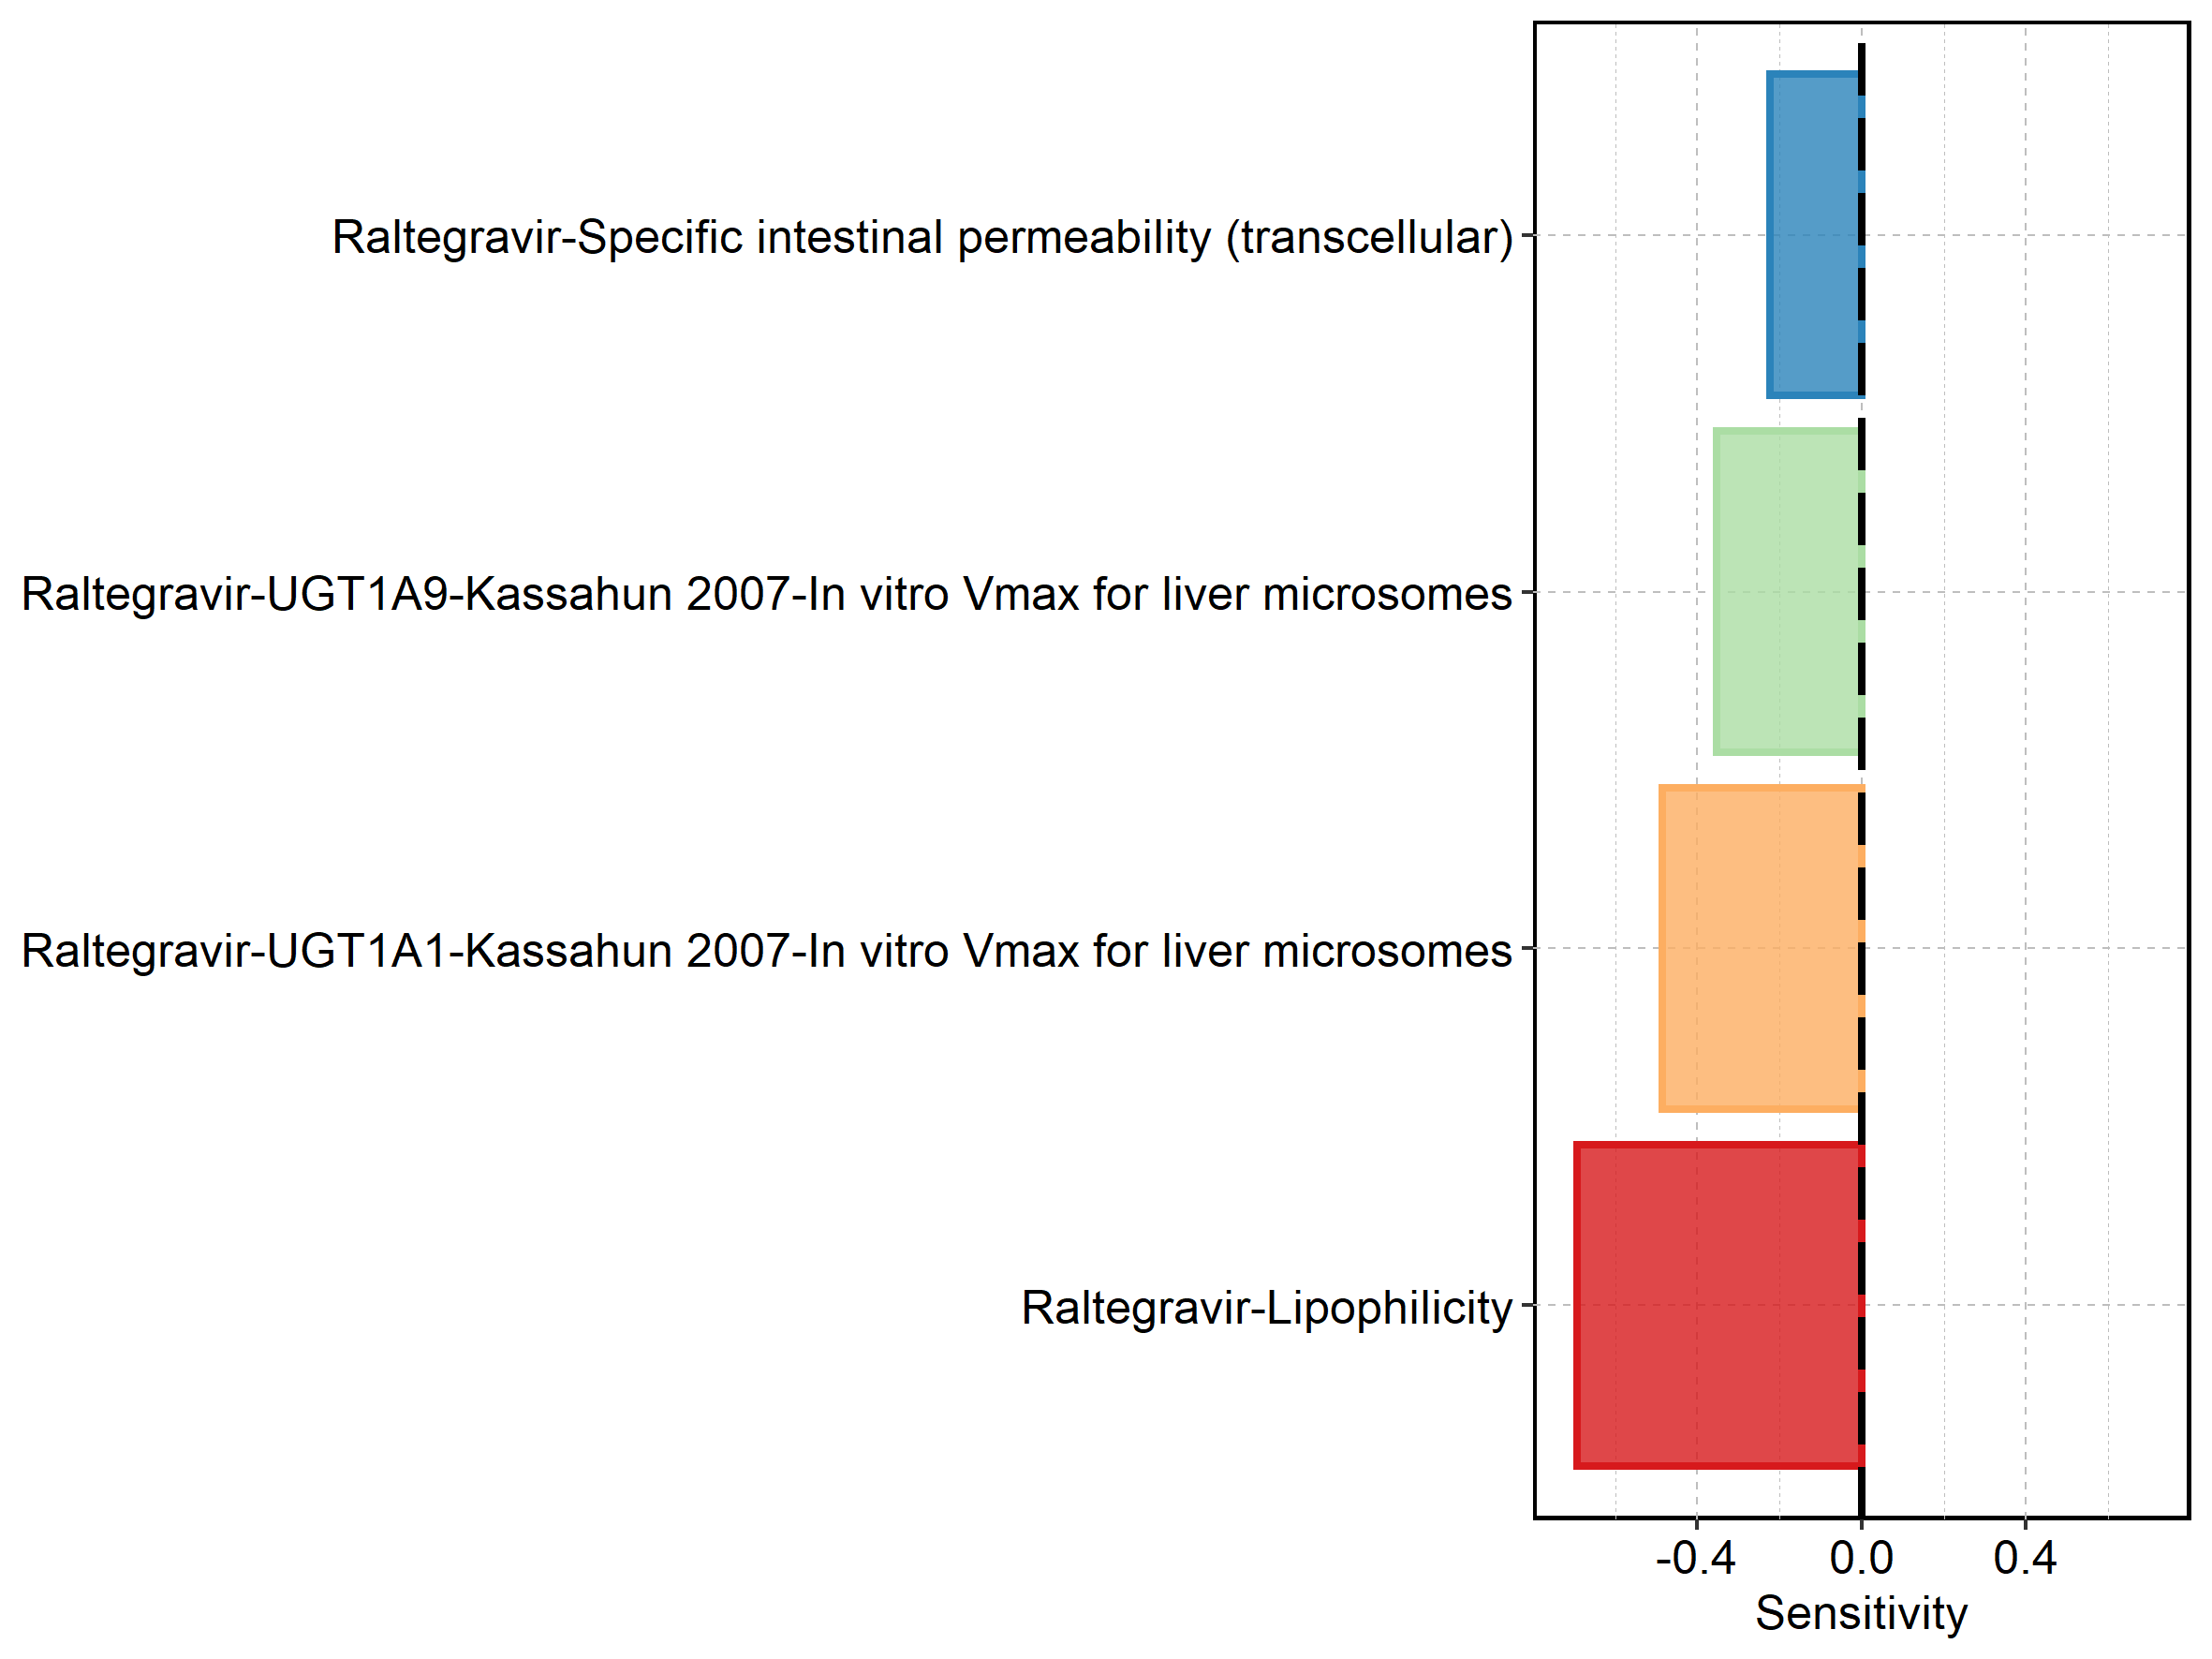 Raltegravir-Specific intestinal permeability (transcellular)
Raltegravir-UGT1A9-Kassahun 2007-In vitro Vmax for liver microsomes
Raltegravir-UGT1A1-Kassahun 2007-In vitro Vmax for liver microsomes
Raltegravir-Lipophilicity
-0.4 0.0 0.4
Sensitivity